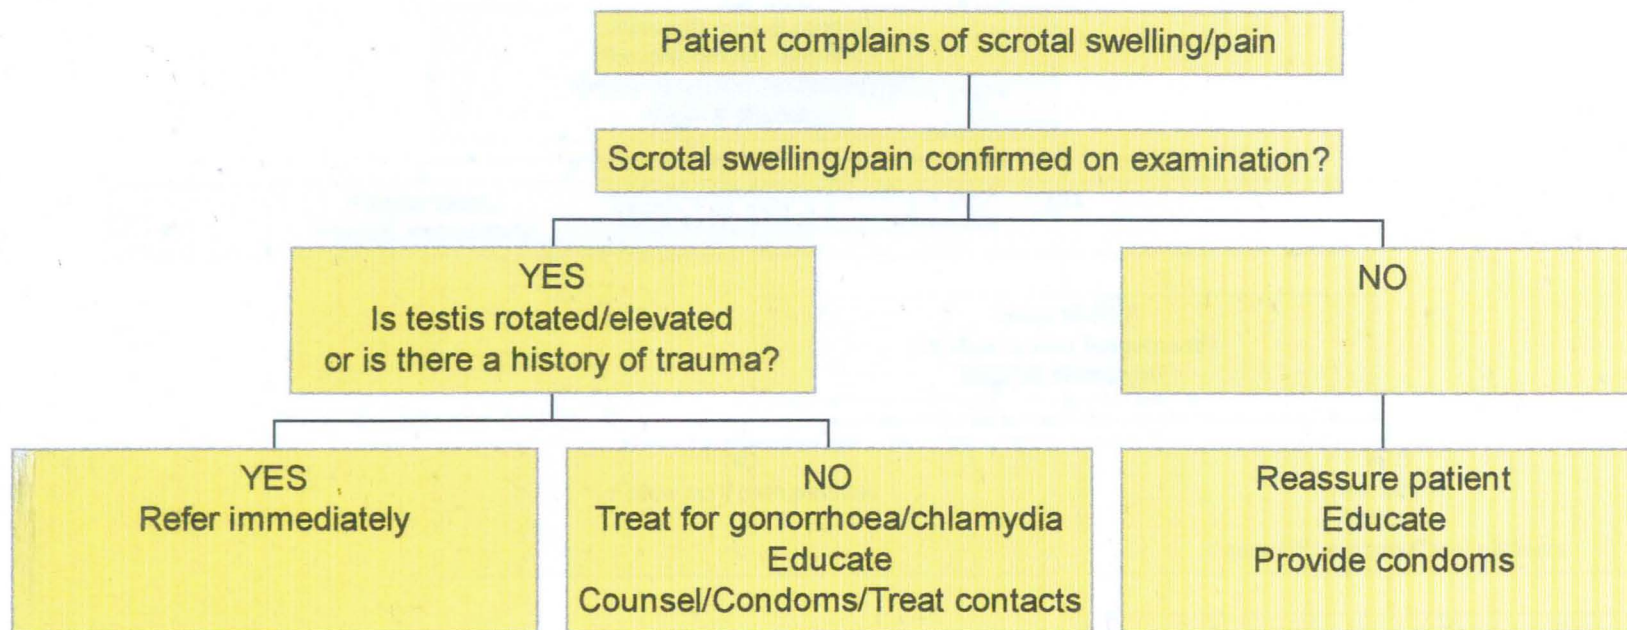 Patient complains of scrotal swelling/pain
Scrotal swelling/pain confirmed on examination?
YES
Is testis rotated/elevated
or is there a history of trauma?
NO
YES
Refer immediately
NO
Treat for gonorrhoea/chlamydia
Educate
Counsel/Condoms/Treat contacts
Reassure patient
Educate
Provide condoms